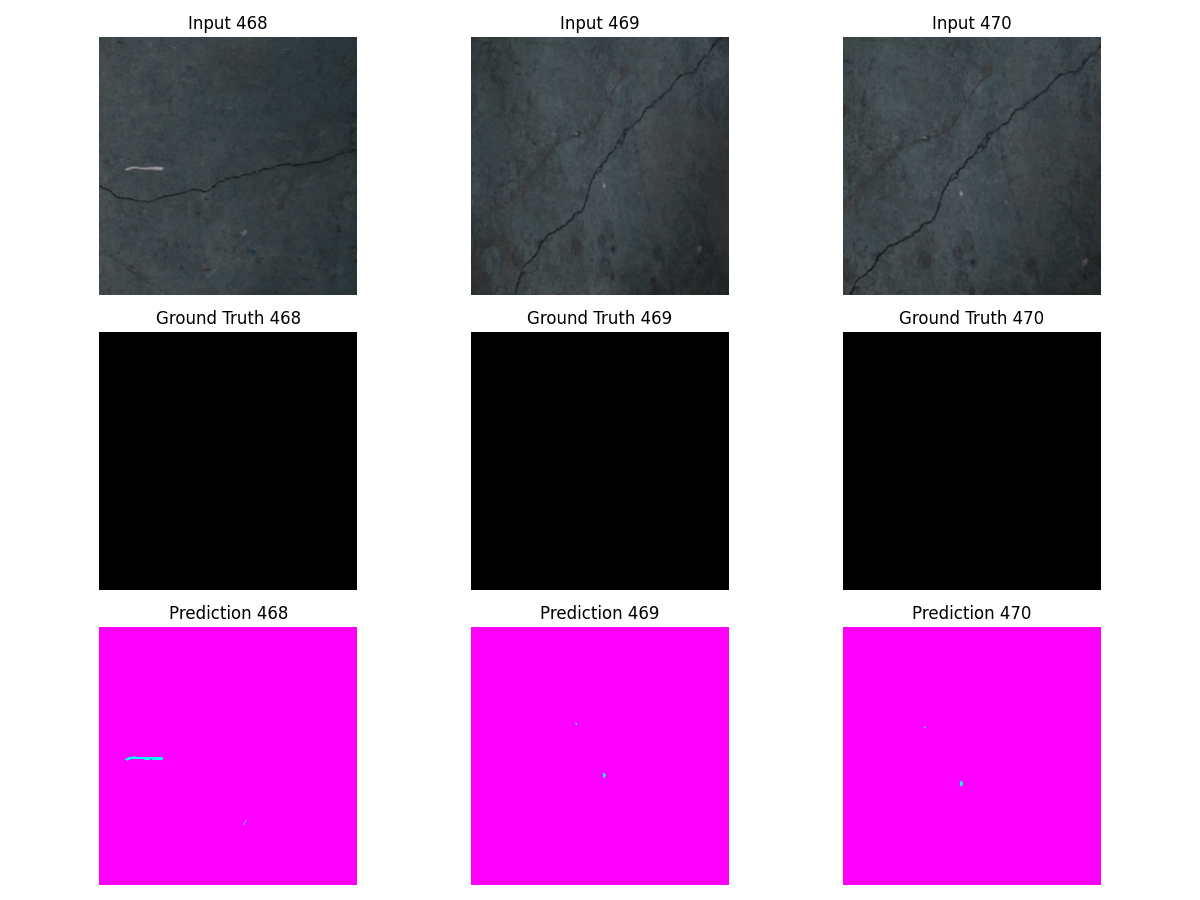 Input 468
Input 469
Input 470
Ground Truth 468
Ground Truth 469
Ground Truth 470
Prediction 468
Prediction 469
Prediction 470